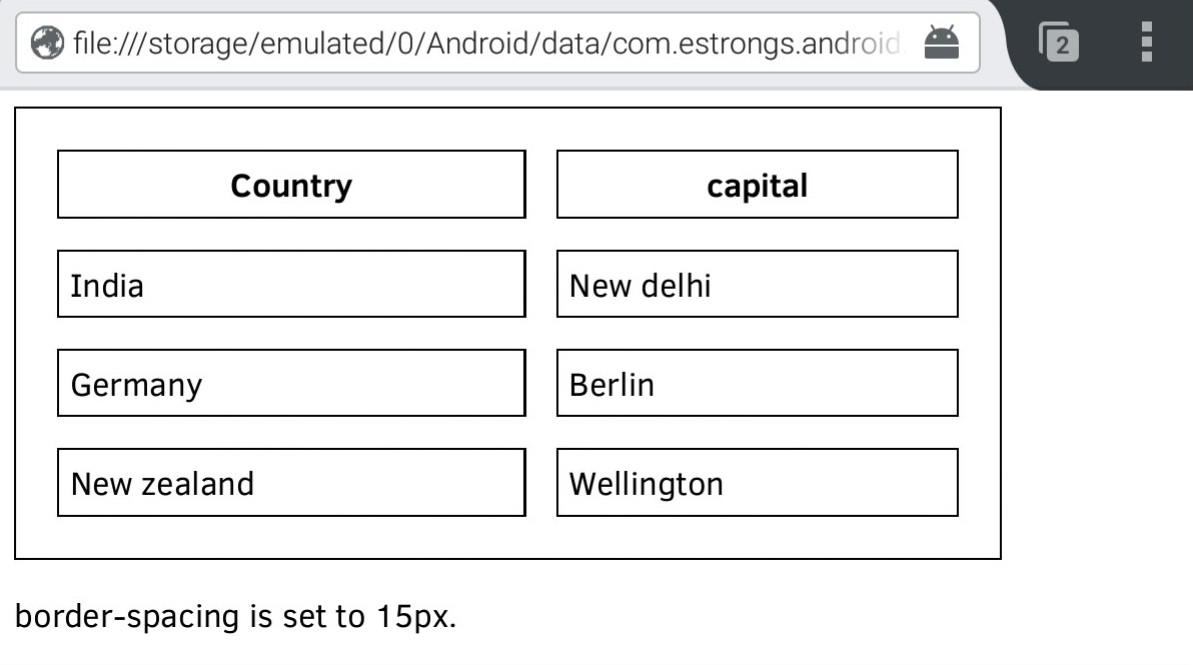 file:///storage/emulated/0/Android/data/com.estrongs.android.
2
Country capital
India New delhi
Germany Berlin
New zealand Wellington
border-spacing is set to 15px.